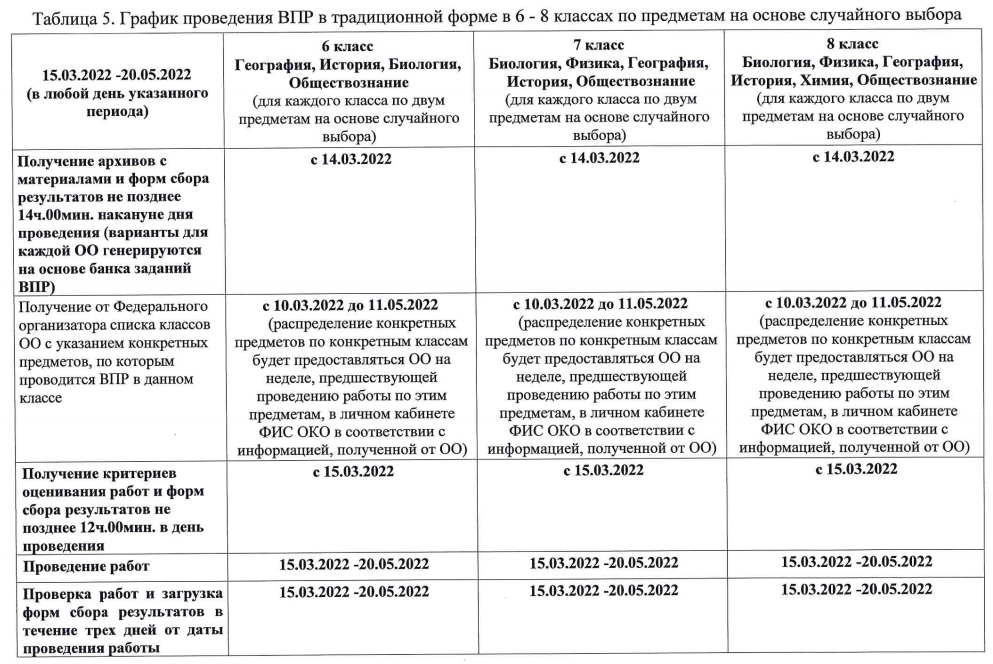 Таблица 5. График проведения ВПР в традиционной форме в 6 - 8 классах по предметам на основе случайного выбора
15.03.2022 -20.05.2022
(в любой день указанного
периода)
6 класс
География, История, Биология,
Обществознание
(для каждого класса по двум
предметам на основе случайного
выбора)
7 класс
Биология, Физика, География,
История, Обществознание
(для каждого класса по двум
предметам на основе случайного
выбора)
8 класс
Биология, Физика, География,
История, Химия, Обществознание
(для каждого класса по двум
предметам на основе случайного
выбора)
Получение архивов с
материалами и форм сбора
результатов не позднее
14ч.00мин. накануне дня
проведения (варианты для
каждой ОО генерируются
на основе банка заданий
ВПР)
с 14.03.2022
с 14.03.2022
с 14.03.2022
Получение от Федерального
организатора списка классов
ОО с указанием конкретных
предметов, по которым
проводится ВПР в данном
классе
с 10.03.2022 до 11.05.2022
(распределение конкретных
предметов по конкретным классам
будет предоставляться ОО на
неделе, предшествующей
проведению работы по этим
предметам, в личном кабинете
ФИС ОКО в соответствии с
информацией, полученной от ОО)
с 10.03.2022 до 11.05.2022
(распределение конкретных
предметов по конкретным классам
будет предоставляться ОО на
неделе, предшествующей
проведению работы по этим
предметам, в личном кабинете
ФИС ОКО в соответствии с
информацией, полученной от ОО)
с 10.03.2022 до 11.05.2022
(распределение конкретных
предметов по конкретным классам
будет предоставляться ОО на
неделе, предшествующей
проведению работы по этим
предметам, в личном кабинете
ФИС ОКО в соответствии с
информацией, полученной от ОО)
Получение критериев
оценивания работ и форм
сбора результатов не
позднее 12ч.00мин. в день
проведения
с 15.03.2022
с 15.03.2022
с 15.03.2022
Проведение работ
15.03.2022 -20.05.2022
15.03.2022 -20.05.2022
15.03.2022 -20.05.2022
Проверка работ и загрузка
форм сбора результатов в
течение трех дней от даты
проведения работы
15.03.2022 -20.05.2022
15.03.2022 -20.05.2022
15.03.2022 -20.05.2022